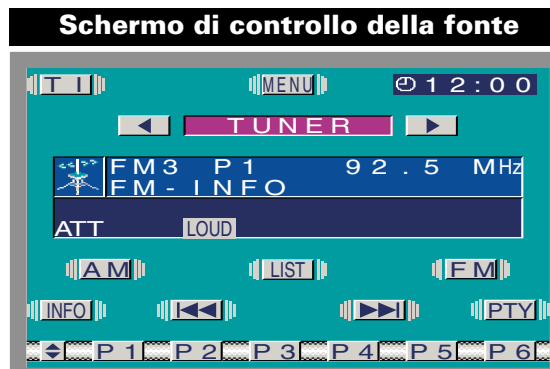 Schermo di controllo della fonte
TI MENU 12:00
TUNER
FM3 P1 92.5 MHz
FM-INFO
ATT LOUD
AM LIST FM
INFO PTY
P1 P2 P3 P4 P5 P6